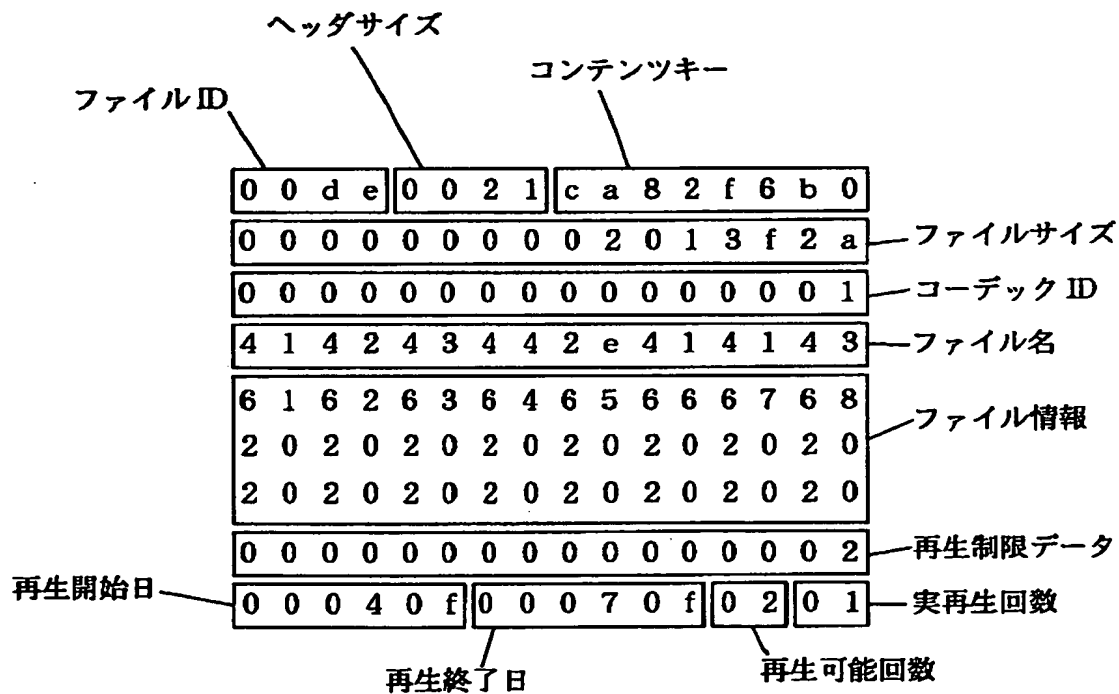 ヘッダサイズ
コンテンツキー
ファイルID
0 0 d e 0 0 2 1 c a 8 2 f 6 b 0
0 0 0 0 0 0 0 0 0 2 0 1 3 f 2 a
ファイルサイズ
0 0 0 0 0 0 0 0 0 0 0 0 0 0 0 1
コーデックID
4 1 4 2 4 3 4 4 2 e 4 1 4 1 4 3
ファイル名
6 1 6 2 6 3 6 4 6 5 6 6 6 7 6 8
ファイル情報
2 0 2 0 2 0 2 0 2 0 2 0 2 0 2 0
2 0 2 0 2 0 2 0 2 0 2 0 2 0 2 0
0 0 0 0 0 0 0 0 0 0 0 0 0 0 0 2
再生制限データ
再生開始日
0 0 0 4 0 f 0 0 0 7 0 f 0 2 0 1
実再生回数
再生終了日
再生可能回数